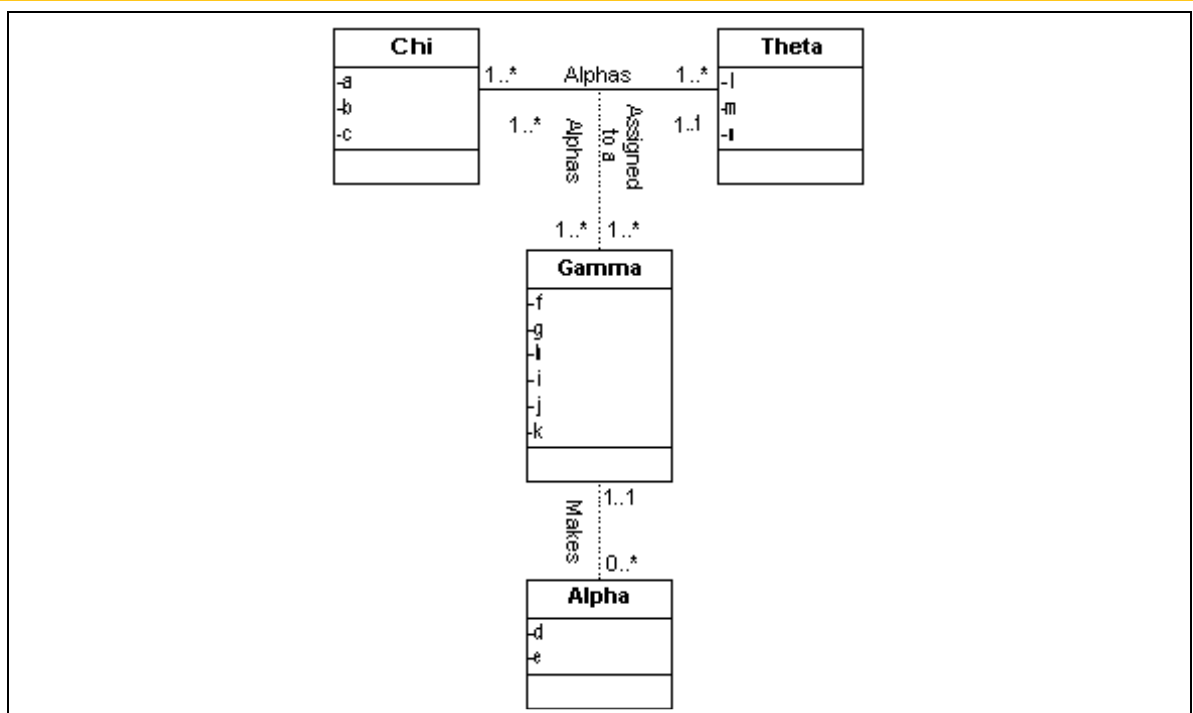 Chi
Theta
1..* Alphas 1..*
-a
-b
-c
-l
-m
1..*
Alphas
Assigned
to a
1..1
1..* 1..*
Gamma
-f
-g
-i
-j
-k
1..1
Makes
0..*
Alpha
-d
-e